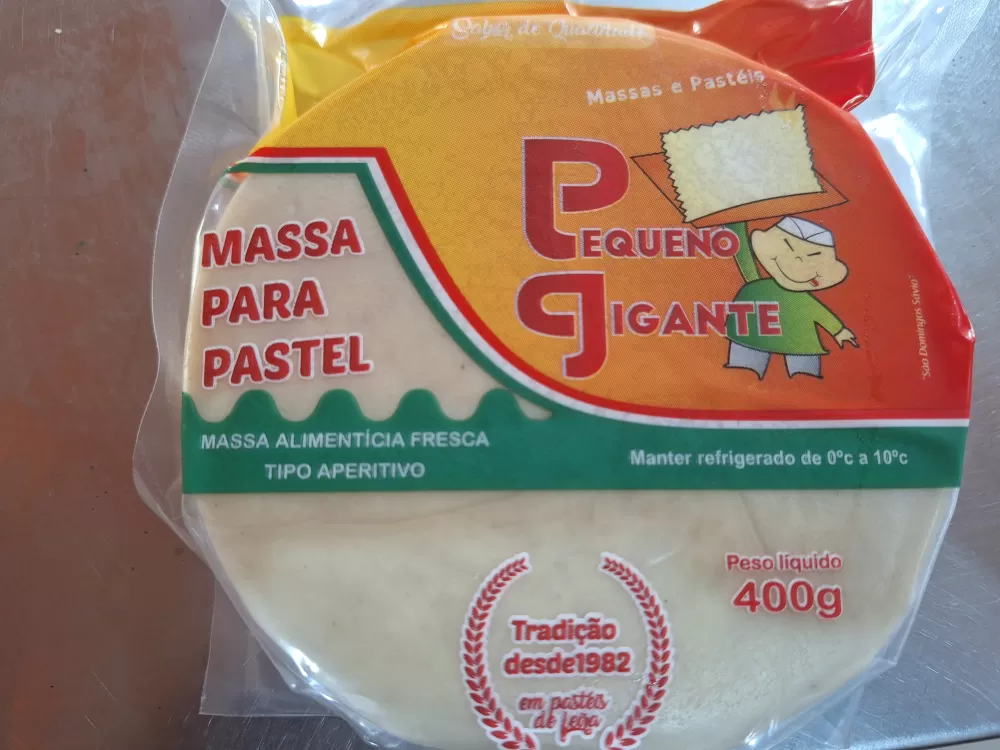 Sabor de Qualidade
Massas e Pastéis
PEQUENO
GIGANTE
"São Domingos Sávio"
MASSA
PARA
PASTEL
MASSA ALIMENTÍCIA FRESCA
TIPO APERITIVO
Manter refrigerado de 0ºc a 10ºc
Peso líquido
400g
Tradição
desde1982
em pastéis
de feira